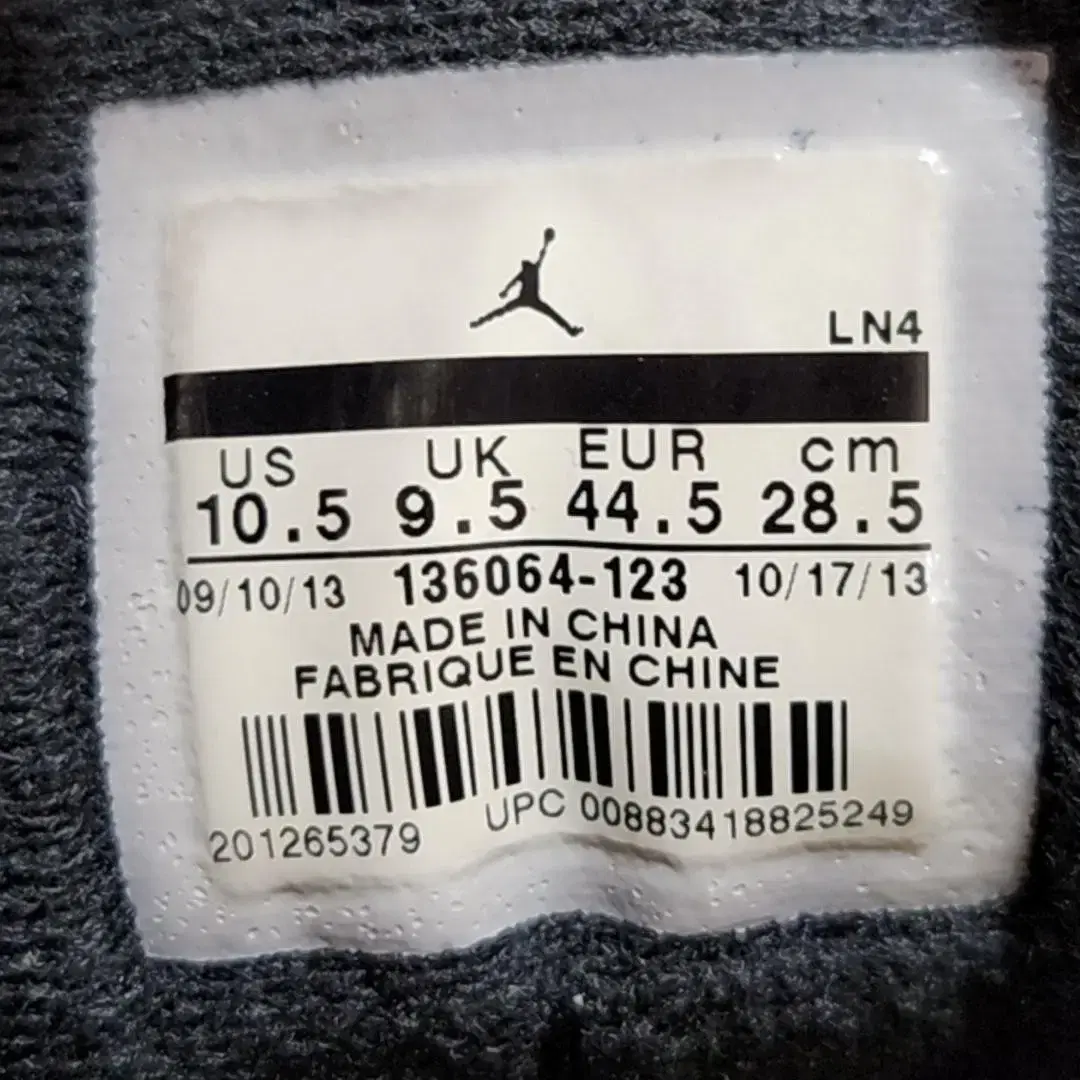 LN4
US UK EUR cm
10.5 9.5 44.5 28.5
09/10/13 136064-123 10/17/13
MADE IN CHINA
FABRIQUE EN CHINE
201265379 UPC 00883418825249